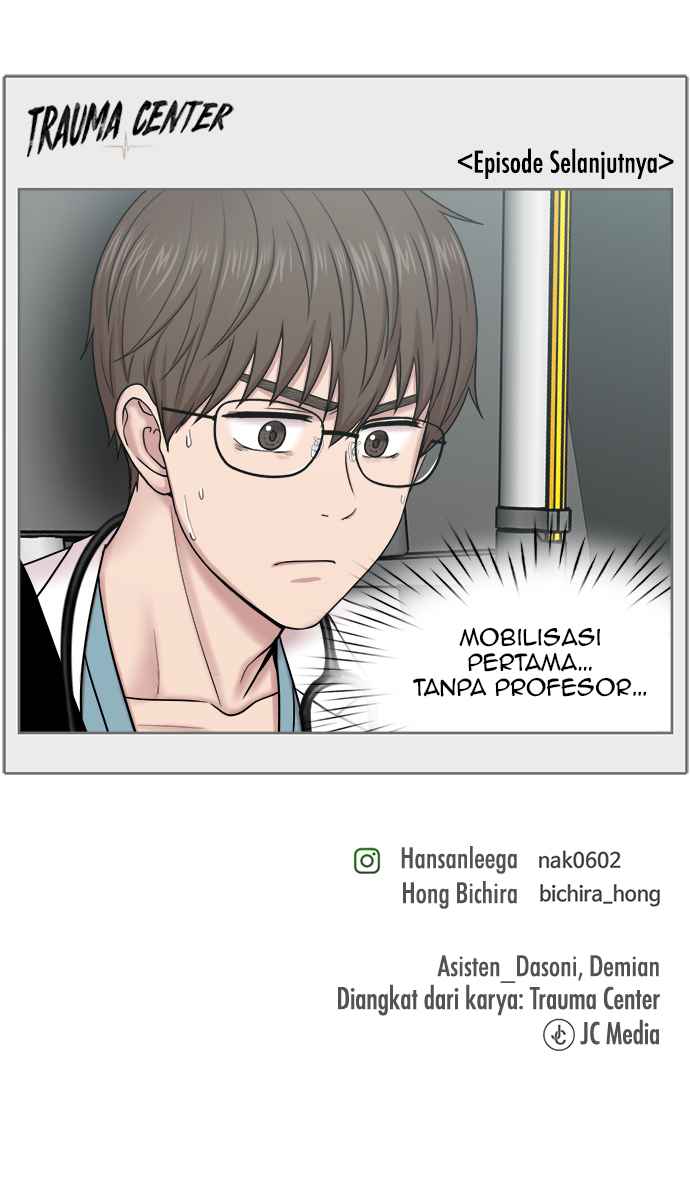 TRAUMA CENTER
<Episode Selanjutnya>
MOBILISASI
PERTAMA...
TANPA PROFESOR...
Hansanleega nak0602
Hong Bichira bichira_hong
Asisten_Dasoni, Demian
Diangkat dari karya: Trauma Center
JC JC Media